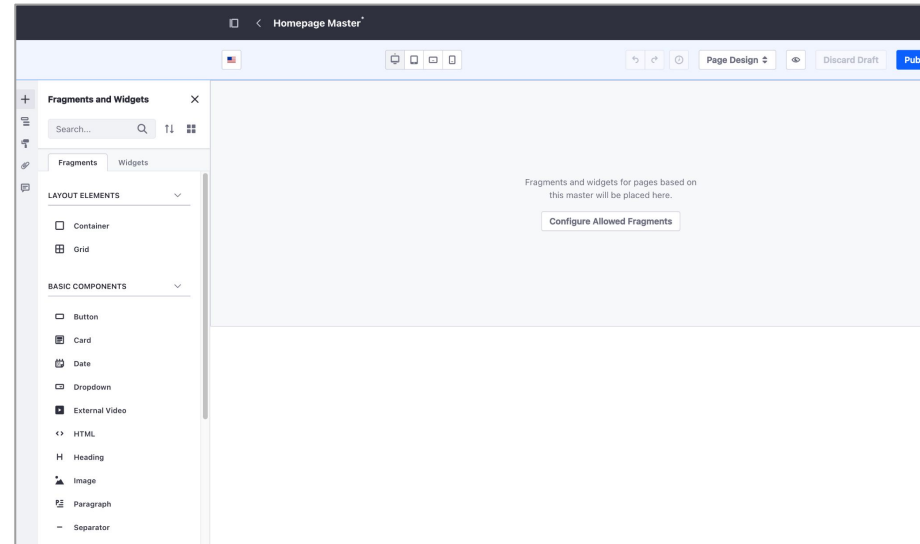 Homepage Master*
Page Design
Discard Draft
Pub
Fragments and Widgets
Search...
Fragments Widgets
LAYOUT ELEMENTS
Container
Grid
BASIC COMPONENTS
Button
Card
Date
Dropdown
External Video
HTML
H Heading
Image
Paragraph
Separator
Fragments and widgets for pages based on
this master will be placed here.
Configure Allowed Fragments